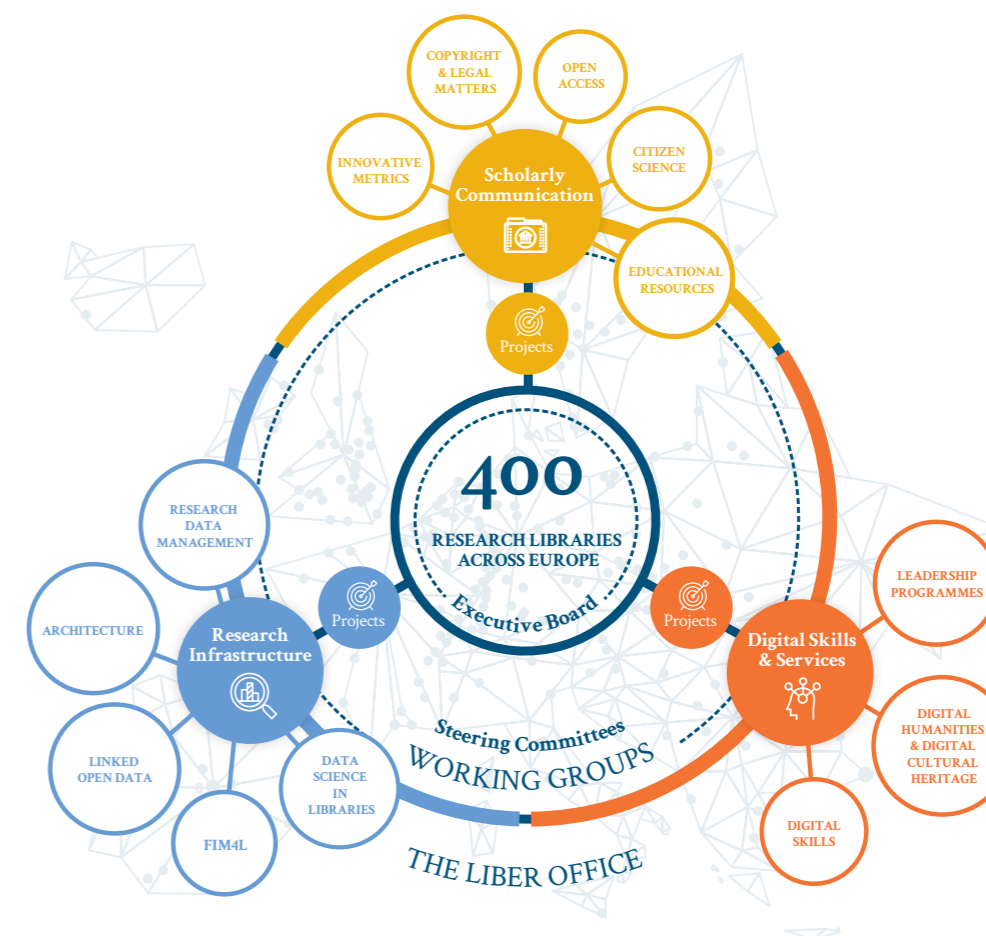 COPYRIGHT
& LEGAL
MATTERS
OPEN
ACCESS
INNOVATIVE
METRICS
CITIZEN
SCIENCE
Scholarly
Communication
EDUCATIONAL
RESOURCES
Projects
400
RESEARCH LIBRARIES
ACROSS EUROPE
Executive Board
RESEARCH
DATA
MANAGEMENT
ARCHITECTURE
Research
Infrastructure
Projects
LINKED
OPEN DATA
FIM4L
DATA
SCIENCE
IN
LIBRARIES
Projects
Digital Skills
& Services
LEADERSHIP
PROGRAMMES
DIGITAL
HUMANITIES
& DIGITAL
CULTURAL
HERITAGE
DIGITAL
SKILLS
Steering Committees
WORKING GROUPS
THE LIBER OFFICE